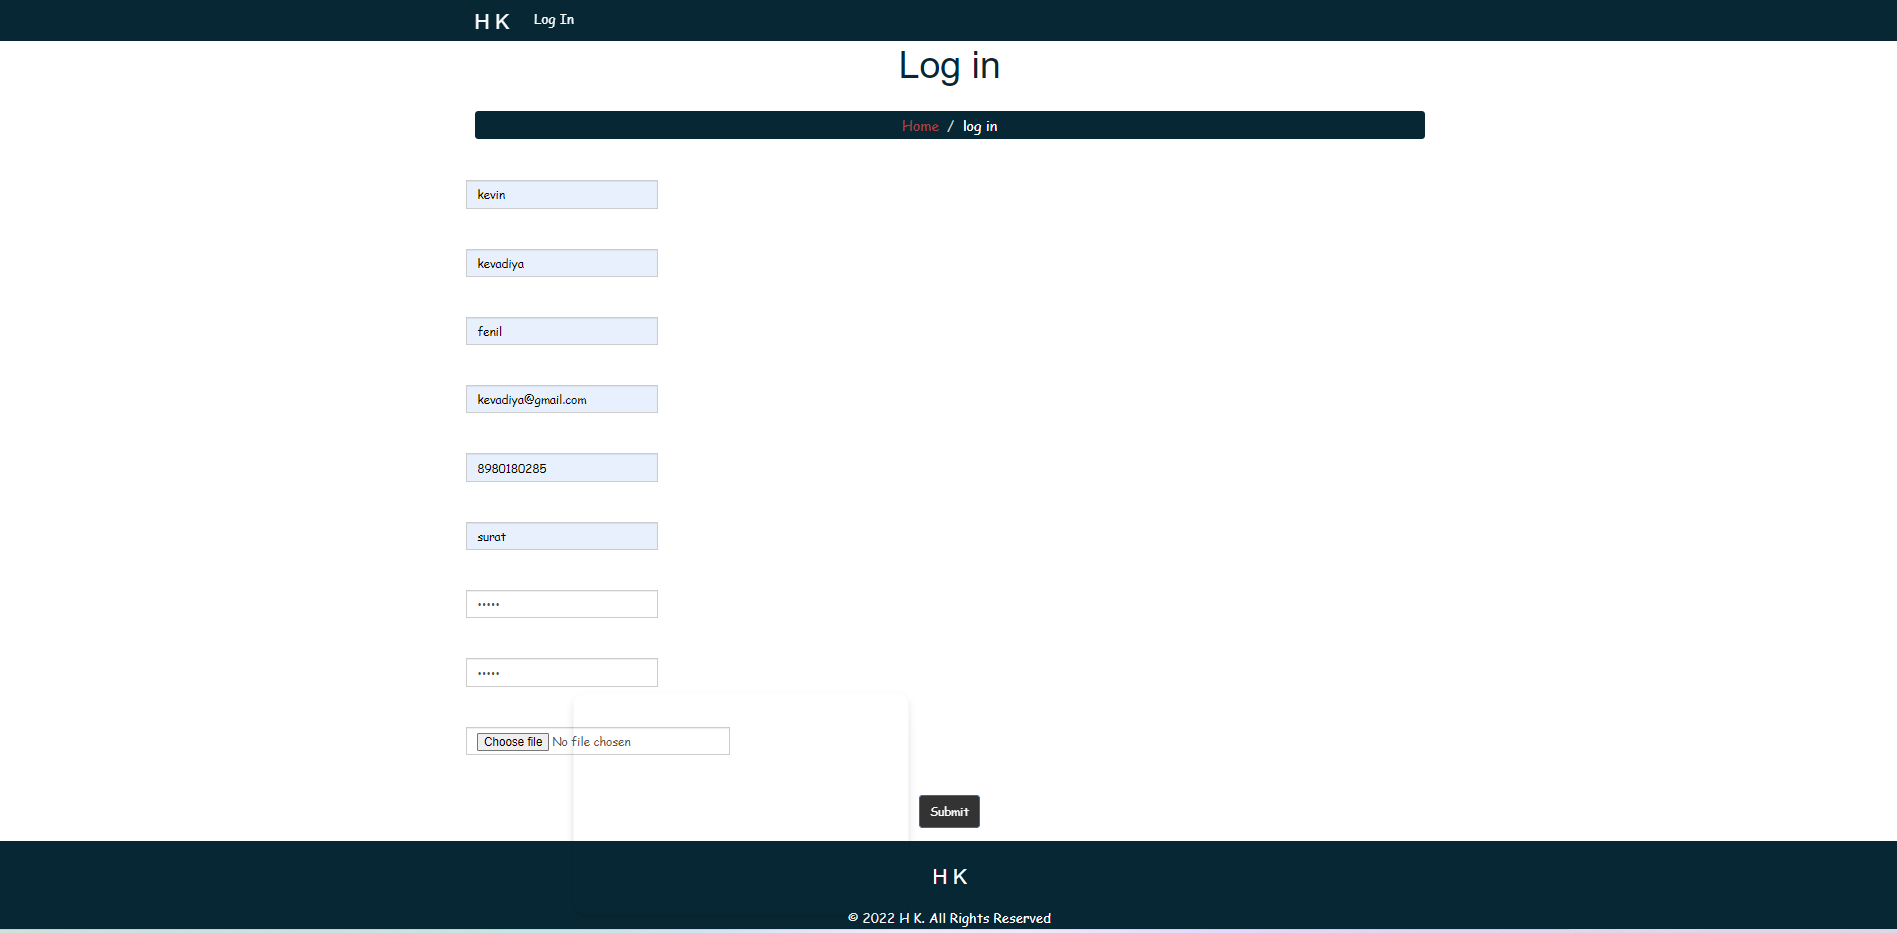 H K Log In
Log in
Home / log in
kevin
kevadiya
fenil
kevadiya@gmail.com
8980180285
surat
•••••
•••••
Choose file No file chosen
Submit
H K
© 2022 H K. All Rights Reserved